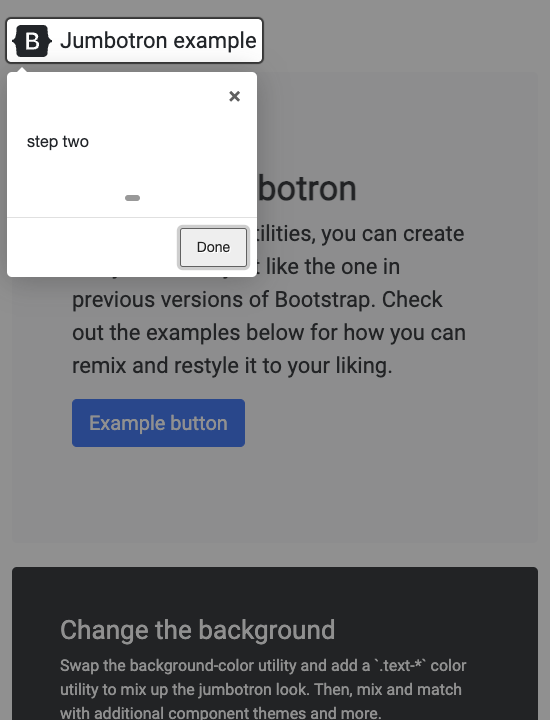 B Jumbotron example
×
step two
botron
tilities, you can create
like the one in
previous versions of Bootstrap. Check
out the examples below for how you can
remix and restyle it to your liking.
Done
Example button
Change the background
Swap the background-color utility and add a `.text-*` color
utility to mix up the jumbotron look. Then, mix and match
with additional component themes and more.